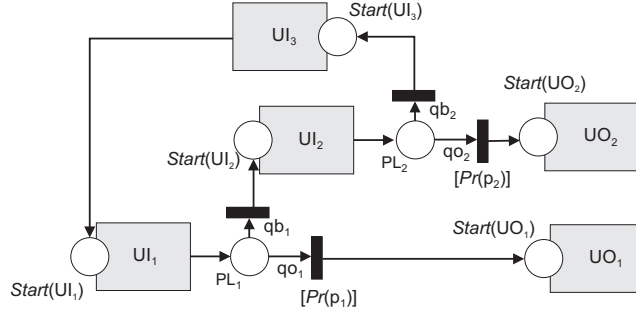 Start(UI₃)
UI₃
Start(UO₂)
qb₂
UI₂
UO₂
Start(UI₂)
PL₂
qo₂
[Pr(p₂)]
qb₁
Start(UO₁)
UI₁
UO₁
Start(UI₁)
PL₁
qo₁
[Pr(p₁)]